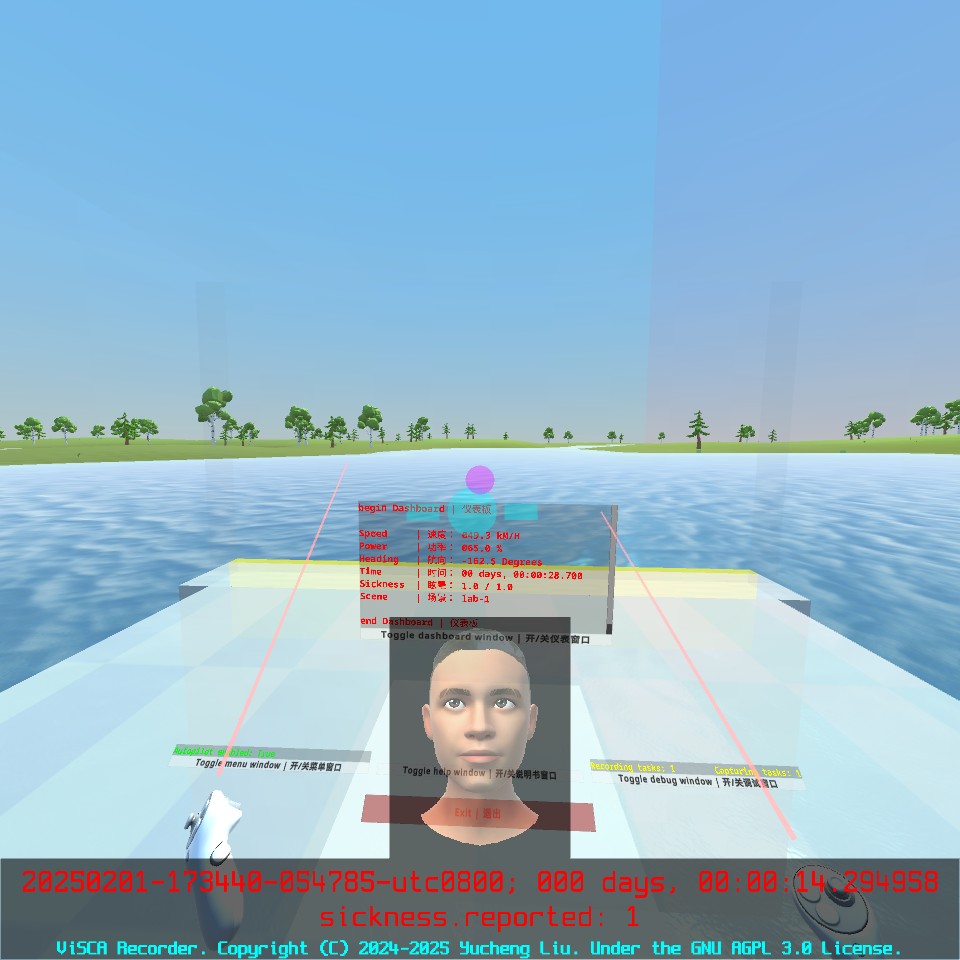 begin Dashboard | 仪表板
Speed | 速度： 049.3 kM/H
Power | 功率： 065.0 %
Heading | 航向： -162.5 Degrees
Time | 时间： 00 days, 00:00:28.700
Sickness | 眩晕： 1.0 / 1.0
Scene | 场景： lab-1
end Dashboard | 仪表板
Toggle dashboard window | 开/关仪表窗口
Autopilot enabled: True
Toggle menu window | 开/关菜单窗口
Toggle help window | 开/关说明书窗口
Recording tasks: 1 Capturing tasks: 1
Toggle debug window | 开/关调试窗口
Exit | 退出
20250201-173440-054785-utc0800; 000 days, 00:00:14.294958
sickness.reported: 1
ViSCA Recorder. Copyright (C) 2024-2025 Yucheng Liu. Under the GNU AGPL 3.0 License.